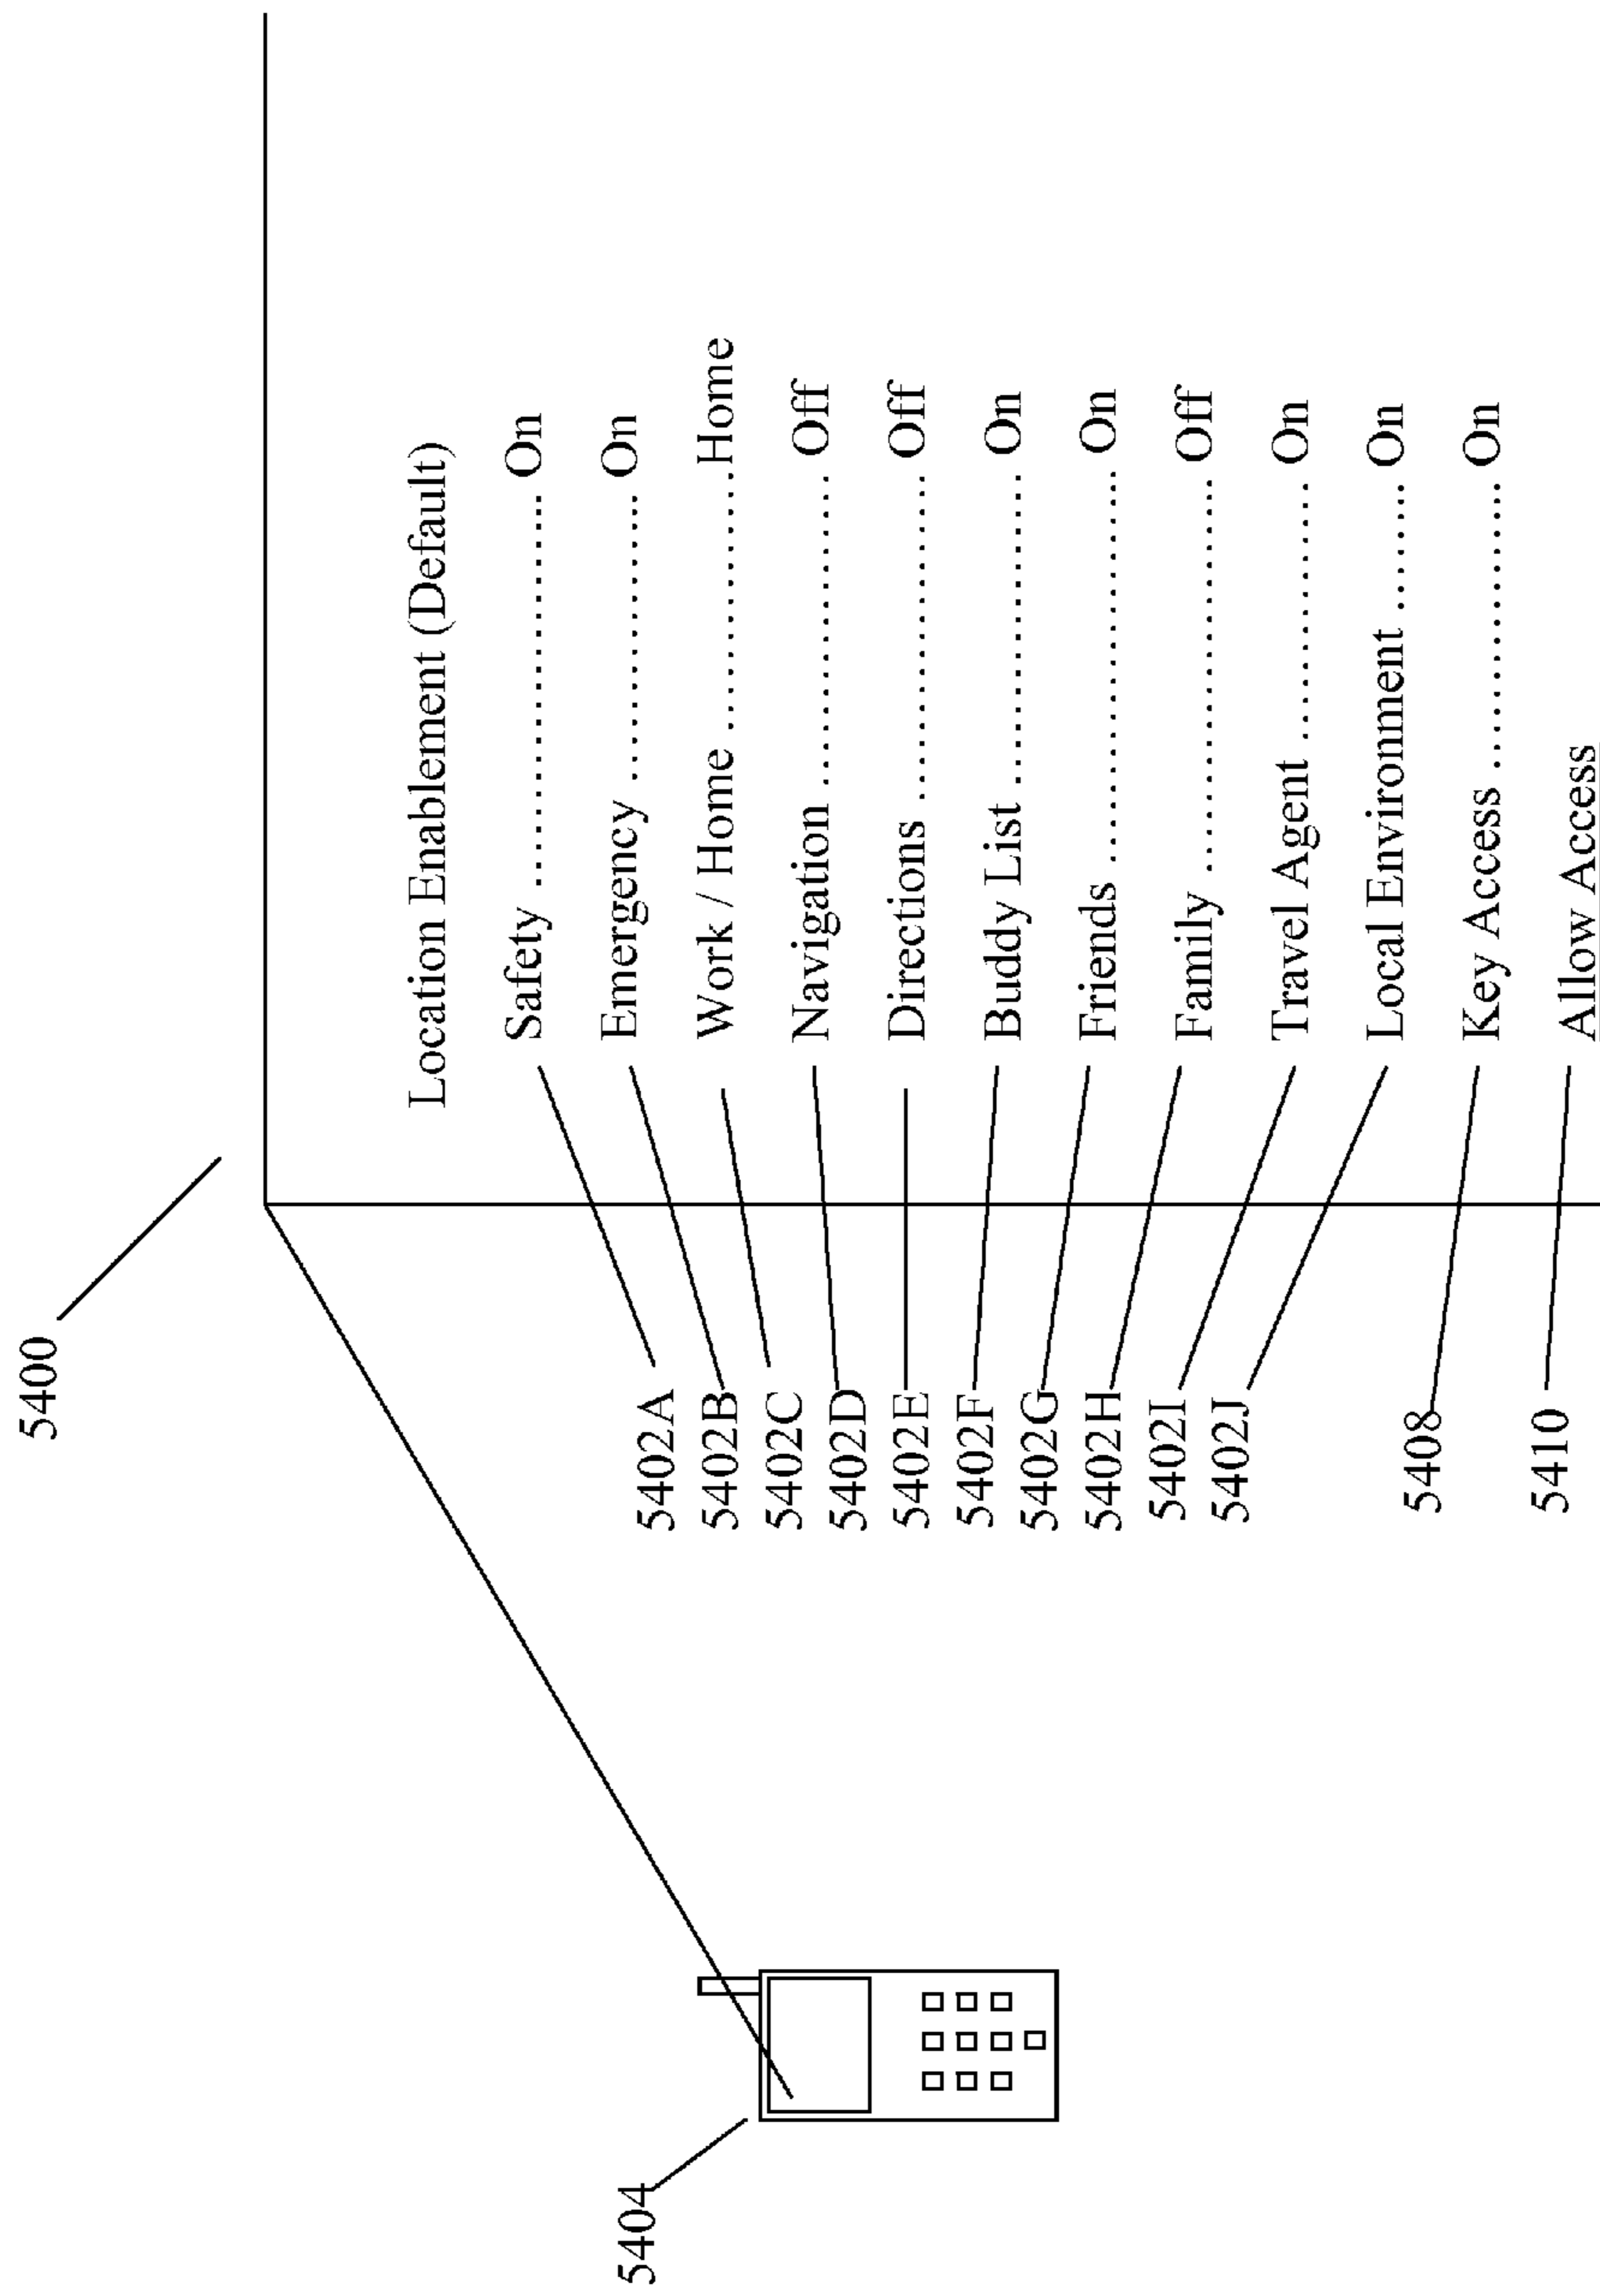 5400
Location Enablement (Default)
5402A Safety .............................. On
5402B Emergency ...................... On
5402C Work / Home .................... Home
5402D Navigation ........................ Off
5402E Directions ......................... Off
5402F Buddy List ........................ On
5402G Friends .............................. On
5402H Family .............................. Off
5402I Travel Agent .................... On
5402J Local Environment .......... On
5408 Key Access ...................... On
5410 Allow Access
5404